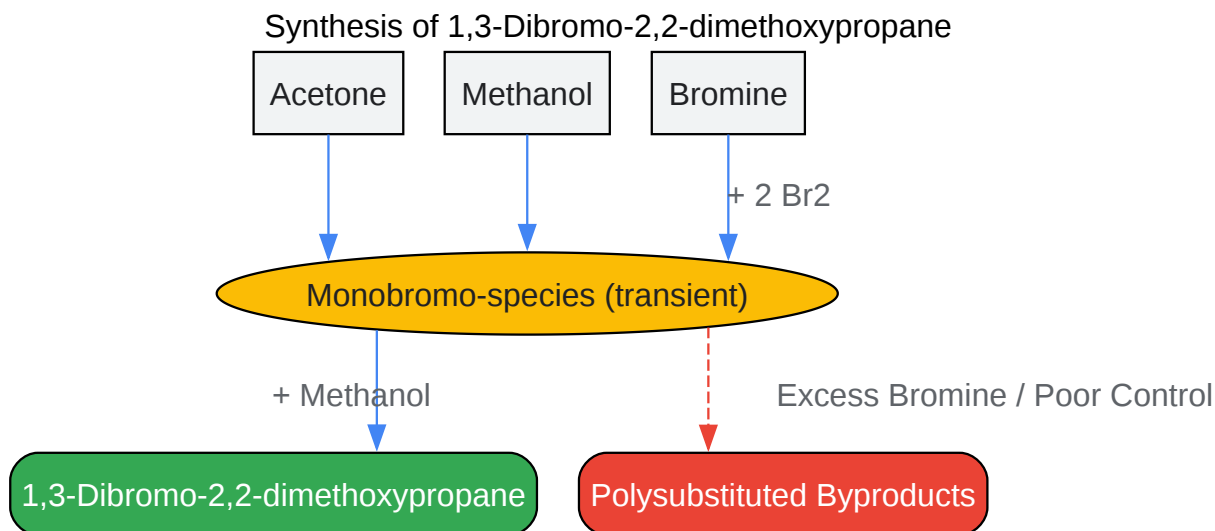 Synthesis of 1,3-Dibromo-2,2-dimethoxypropane
Acetone
Methanol
Bromine
+ 2 Br2
Monobromo-species (transient)
+ Methanol
Excess Bromine / Poor Control
1,3-Dibromo-2,2-dimethoxypropane
Polysubstituted Byproducts